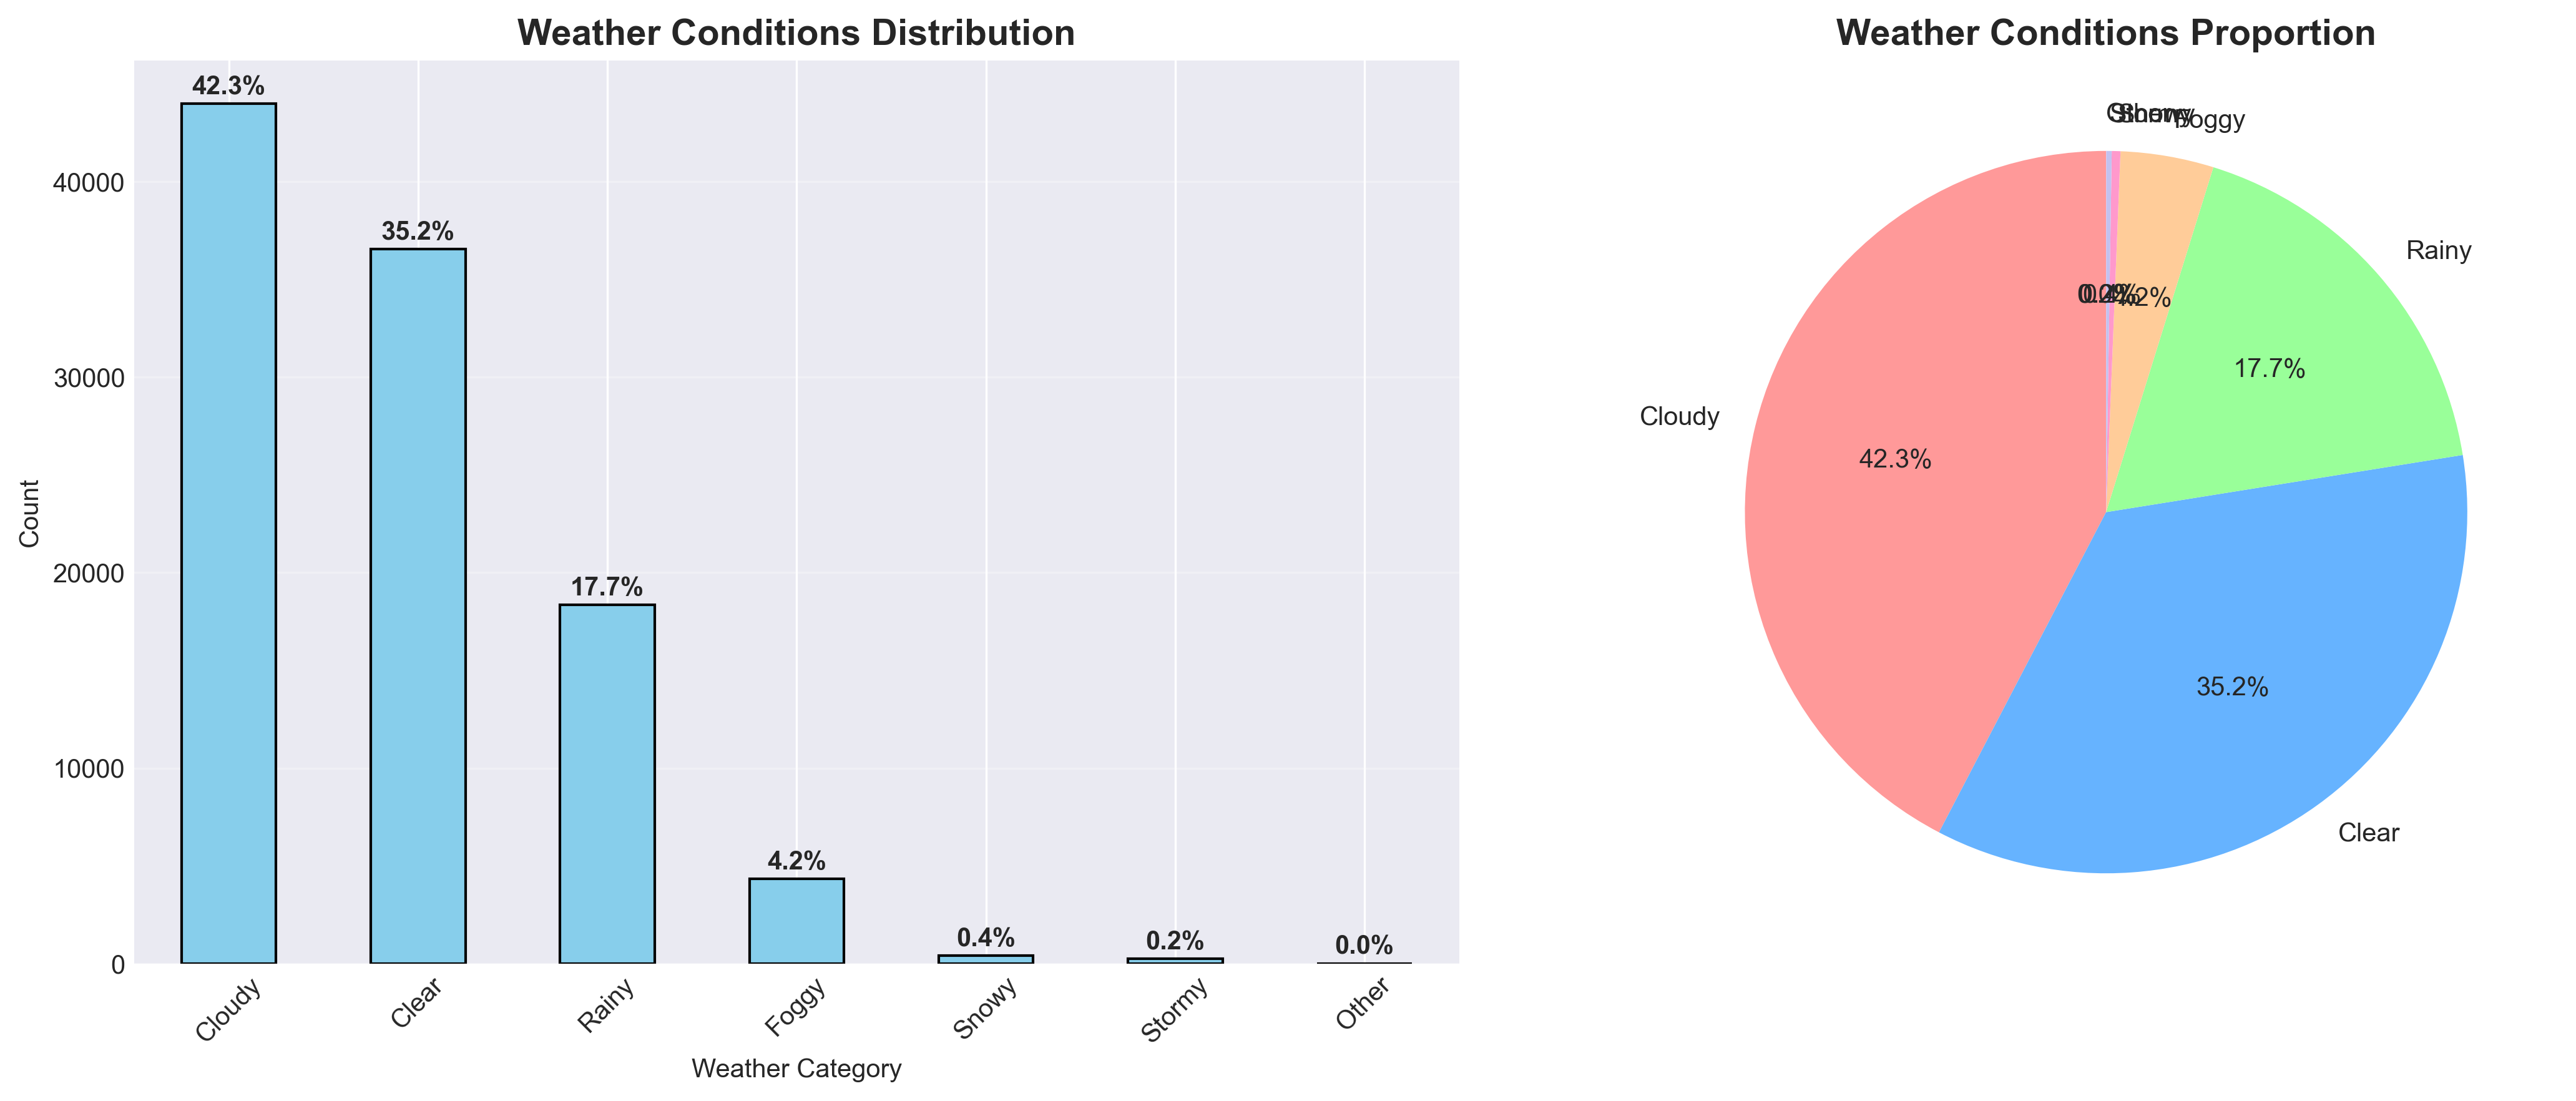 Weather Conditions Distribution
42.3%
35.2%
17.7%
4.2%
0.4%
0.2%
0.0%
40000
30000
20000
10000
0
Count
Cloudy
Clear
Rainy
Foggy
Snowy
Stormy
Other
Weather Category
Weather Conditions Proportion
Foggy
Rainy
Cloudy
4.2%
17.7%
42.3%
35.2%
Clear